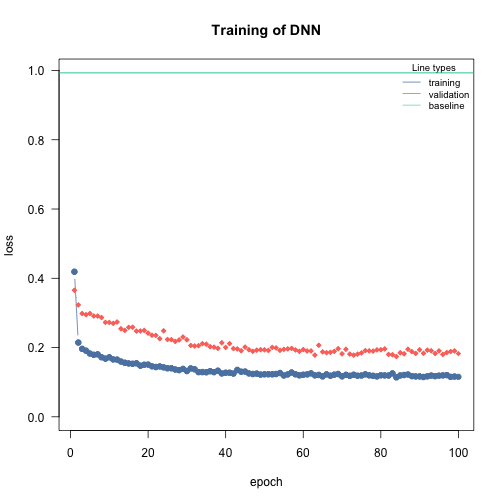 Training of DNN
Line types
training
validation
baseline
loss
1.0
0.8
0.6
0.4
0.2
0.0
0 20 40 60 80 100
epoch